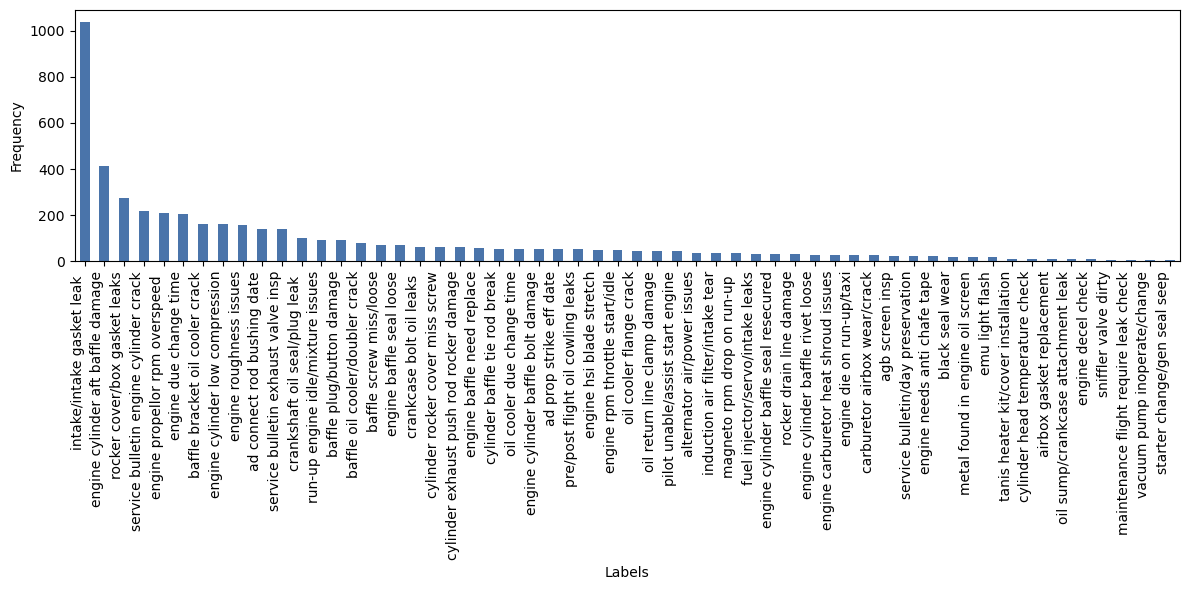 1000
800
600
400
200
0
Frequency
intake/intake gasket leak
engine cylinder aft baffle damage
rocker cover/box gasket leaks
service bulletin engine cylinder crack
engine propellor rpm overspeed
engine due change time
baffle bracket oil cooler crack
engine cylinder low compression
engine roughness issues
ad connect rod bushing date
service bulletin exhaust valve insp
crankshaft oil seal/plug leak
run-up engine idle/mixture issues
baffle plug/button damage
baffle oil cooler/doubler crack
baffle screw miss/loose
engine baffle seal loose
crankcase bolt oil leaks
cylinder rocker cover miss screw
cylinder exhaust push rod rocker damage
engine baffle need replace
cylinder baffle tie rod break
oil cooler due change time
engine cylinder baffle bolt damage
ad prop strike eff date
pre/post flight oil cowling leaks
engine hsi blade stretch
engine rpm throttle start/idle
oil cooler flange crack
oil return line clamp damage
pilot unable/assist start engine
alternator air/power issues
induction air filter/intake tear
magneto rpm drop on run-up
fuel injector/servo/intake leaks
engine cylinder baffle seal resecured
rocker drain line damage
engine cylinder baffle rivet loose
engine carburetor heat shroud issues
engine die on run-up/taxi
carburetor airbox wear/crack
agb screen insp
service bulletin/day preservation
engine needs anti chafe tape
black seal wear
metal found in engine oil screen
emu light flash
tanis heater kit/cover installation
cylinder head temperature check
airbox gasket replacement
oil sump/crankcase attachment leak
engine decel check
sniffler valve dirty
maintenance flight require leak check
vacuum pump inoperate/change
starter change/gen seal seep
Labels